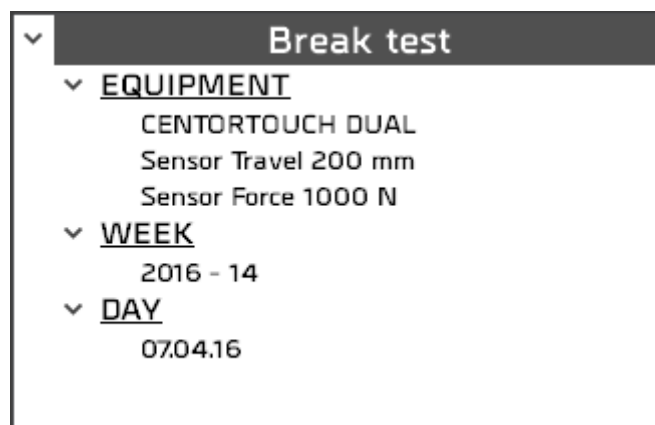 Break test
EQUIPMENT
CENTORTOUCH DUAL
Sensor Travel 200 mm
Sensor Force 1000 N
WEEK
2016 - 14
DAY
07.04.16